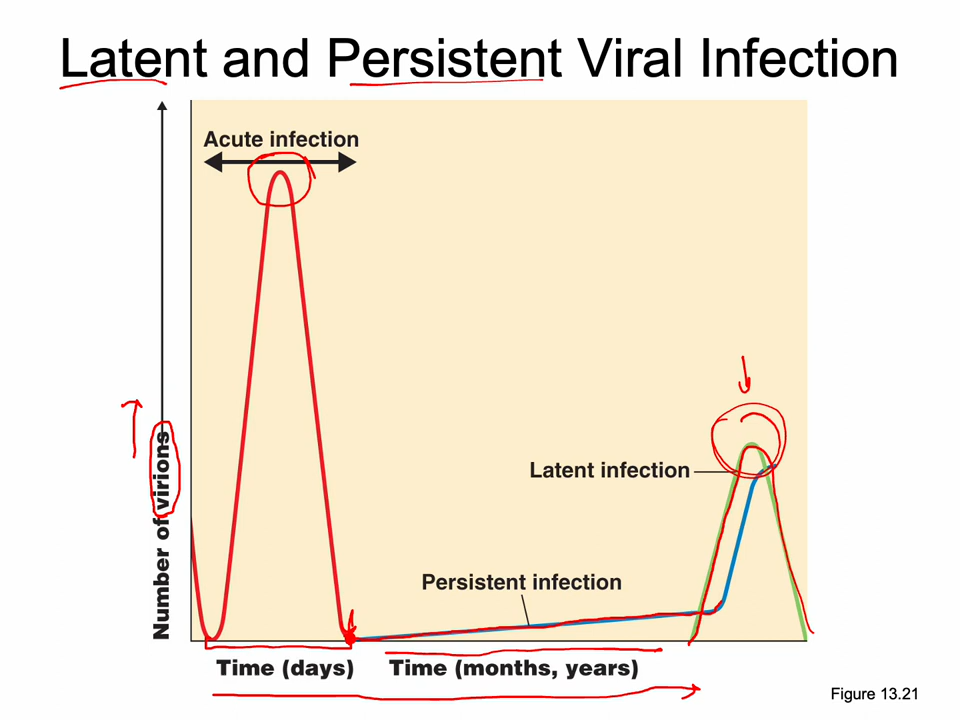 Latent and Persistent Viral Infection
Acute infection
Number of virions
Latent infection
Persistent infection
Time (days)
Time (months, years)
Figure 13.21